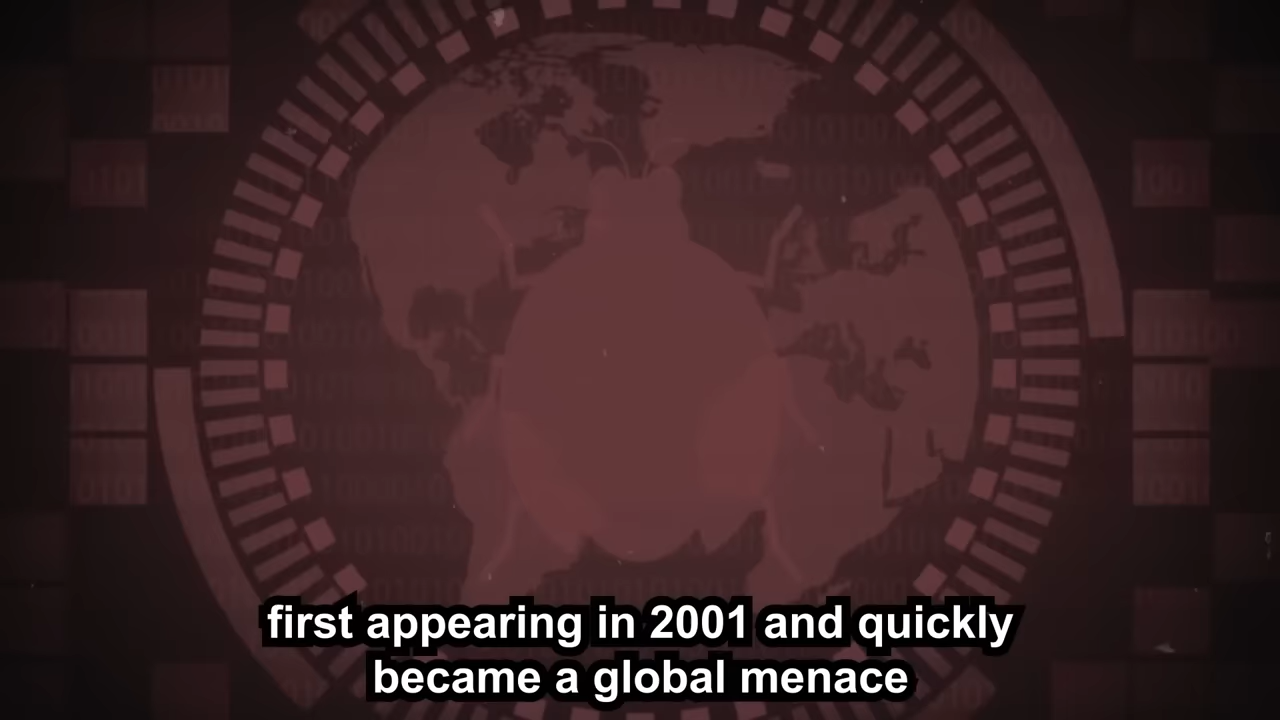 first appearing in 2001 and quickly
became a global menace